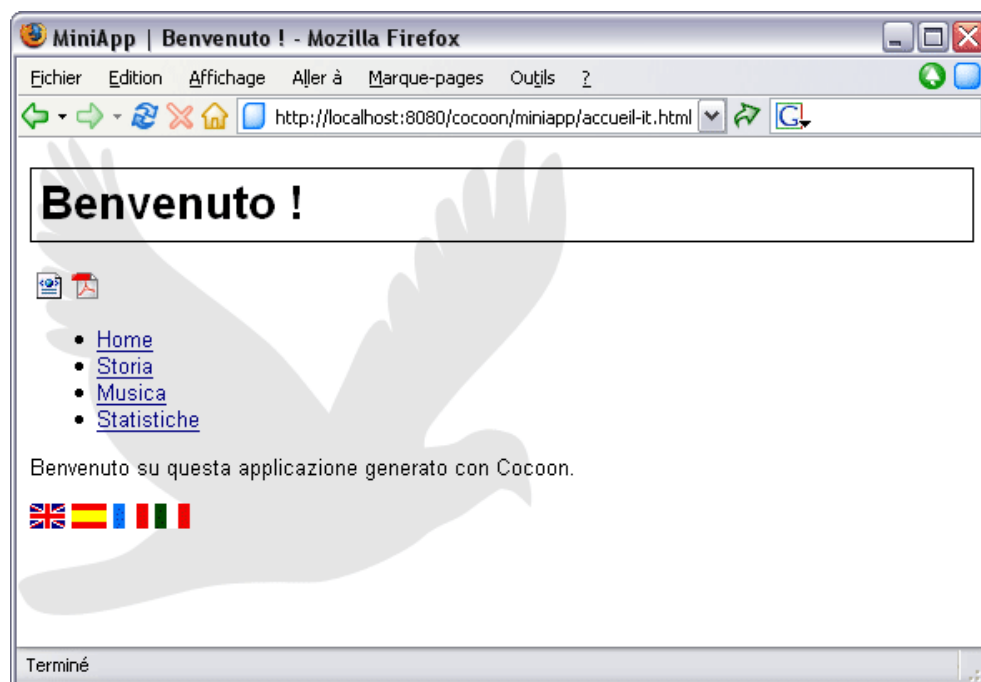 MiniApp | Benvenuto ! - Mozilla Firefox
Fichier Edition Affichage Aller à Marque-pages Outils ?
http://localhost:8080/cocoon/miniapp/accueil-it.html G
Benvenuto !
Home
Storia
Musica
Statistiche
Benvenuto su questa applicazione generato con Cocoon.
Terminé